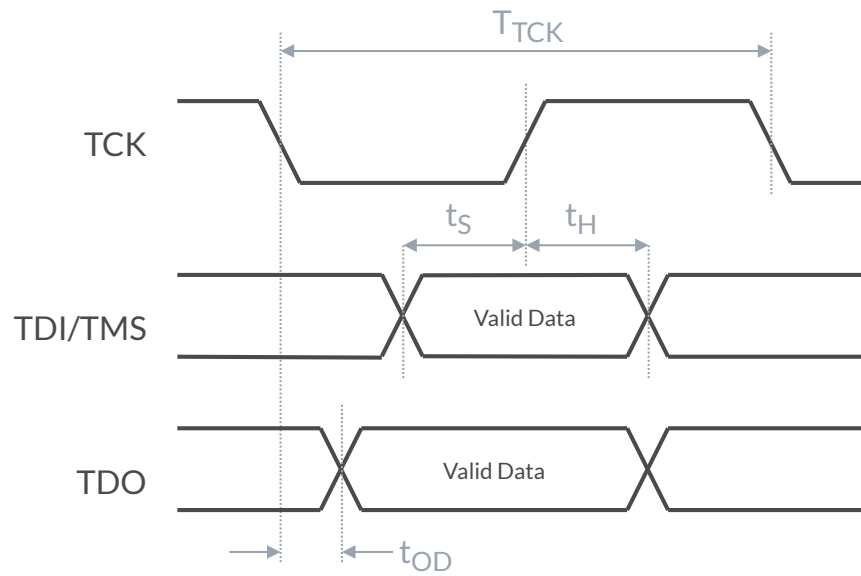 T_TCK
TCK
t_S
t_H
TDI/TMS
Valid Data
TDO
Valid Data
t_OD